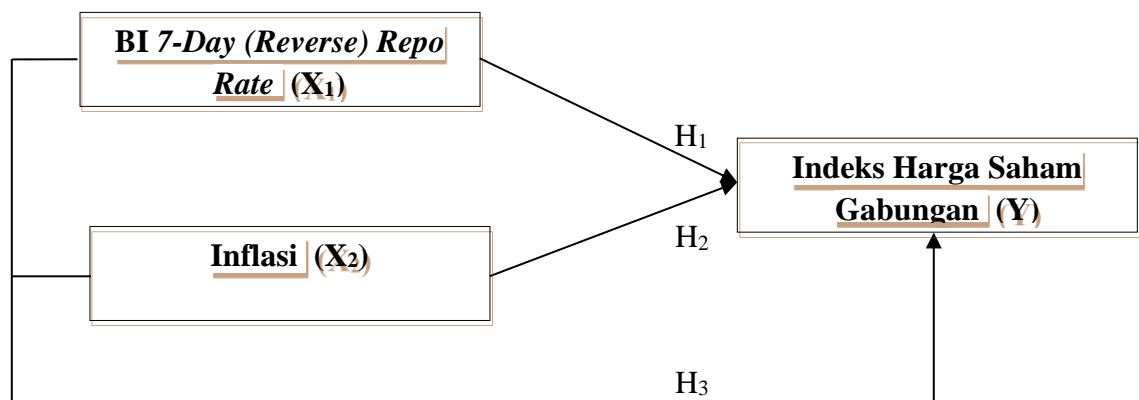 BI 7-Day (Reverse) Repo
Rate (X₁)
H₁
Indeks Harga Saham
Gabungan (Y)
H₂
Inflasi (X₂)
H₃